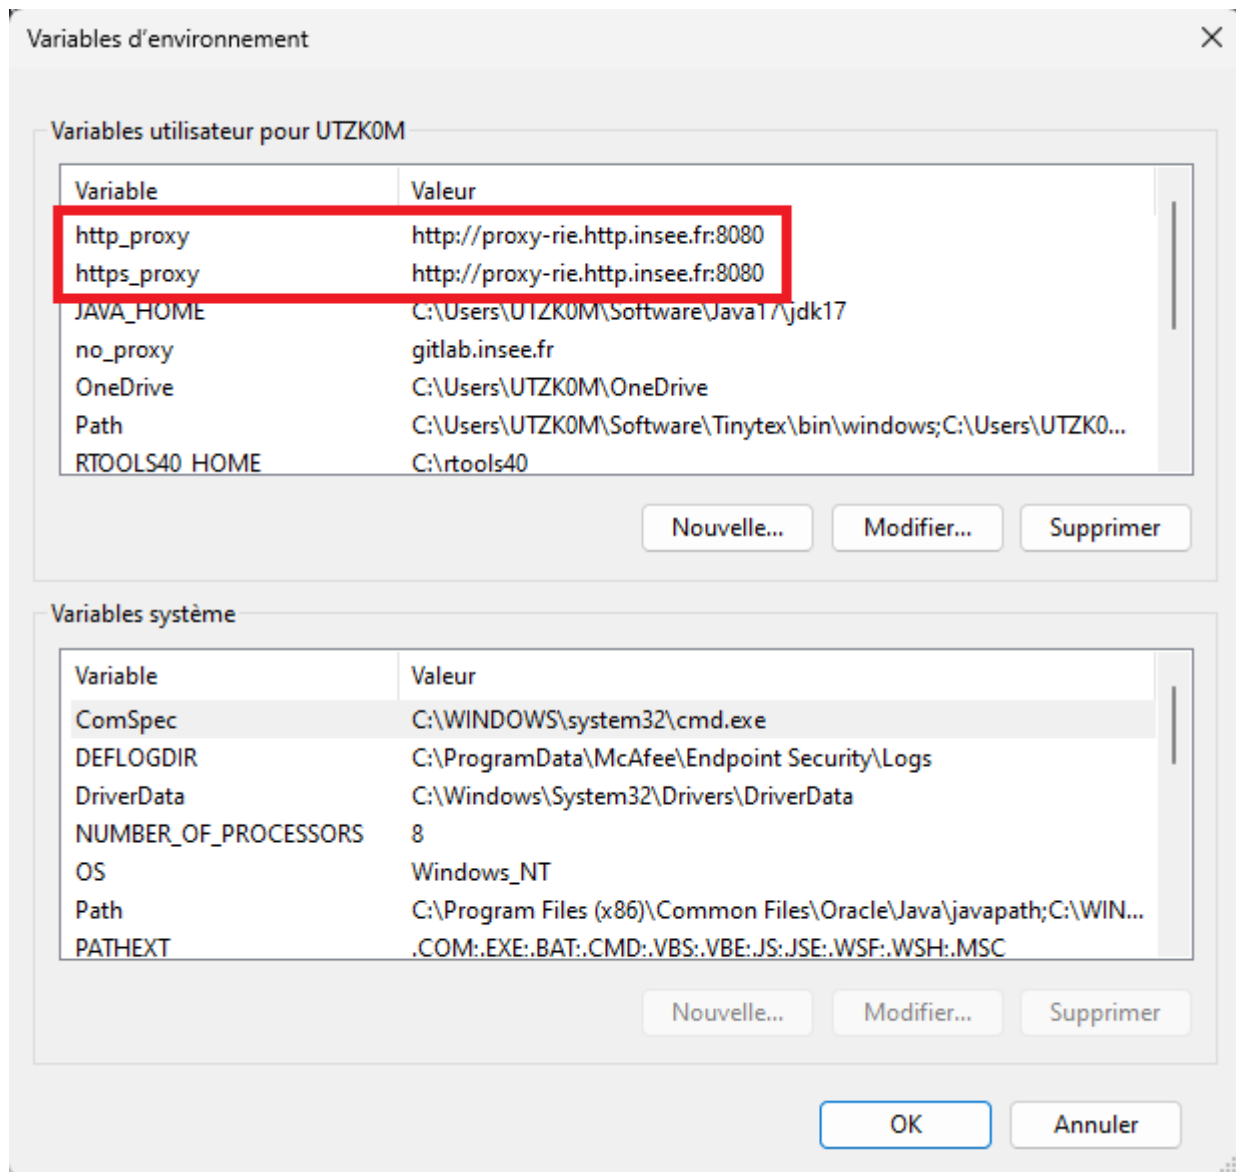 Variables d'environnement
Variables utilisateur pour UTZK0M
Variable Valeur
http_proxy http://proxy-rie.http.insee.fr:8080
https_proxy http://proxy-rie.http.insee.fr:8080
JAVA_HOME C:\Users\UTZK0M\Software\Java17\jdk17
no_proxy gitlab.insee.fr
OneDrive C:\Users\UTZK0M\OneDrive
Path C:\Users\UTZK0M\Software\Tinytex\bin\windows;C:\Users\UTZK0...
RTOOLS40_HOME C:\rtools40
Nouvelle... Modifier... Supprimer
Variables système
Variable Valeur
ComSpec C:\WINDOWS\system32\cmd.exe
DEFLOGDIR C:\ProgramData\McAfee\Endpoint Security\Logs
DriverData C:\Windows\System32\Drivers\DriverData
NUMBER_OF_PROCESSORS 8
OS Windows_NT
Path C:\Program Files (x86)\Common Files\Oracle\Java\javapath;C:\WIN...
PATHEXT .COM;.EXE;.BAT;.CMD;.VBS;.VBE;.JS;.JSE;.WSF;.WSH;.MSC
Nouvelle... Modifier... Supprimer
OK Annuler